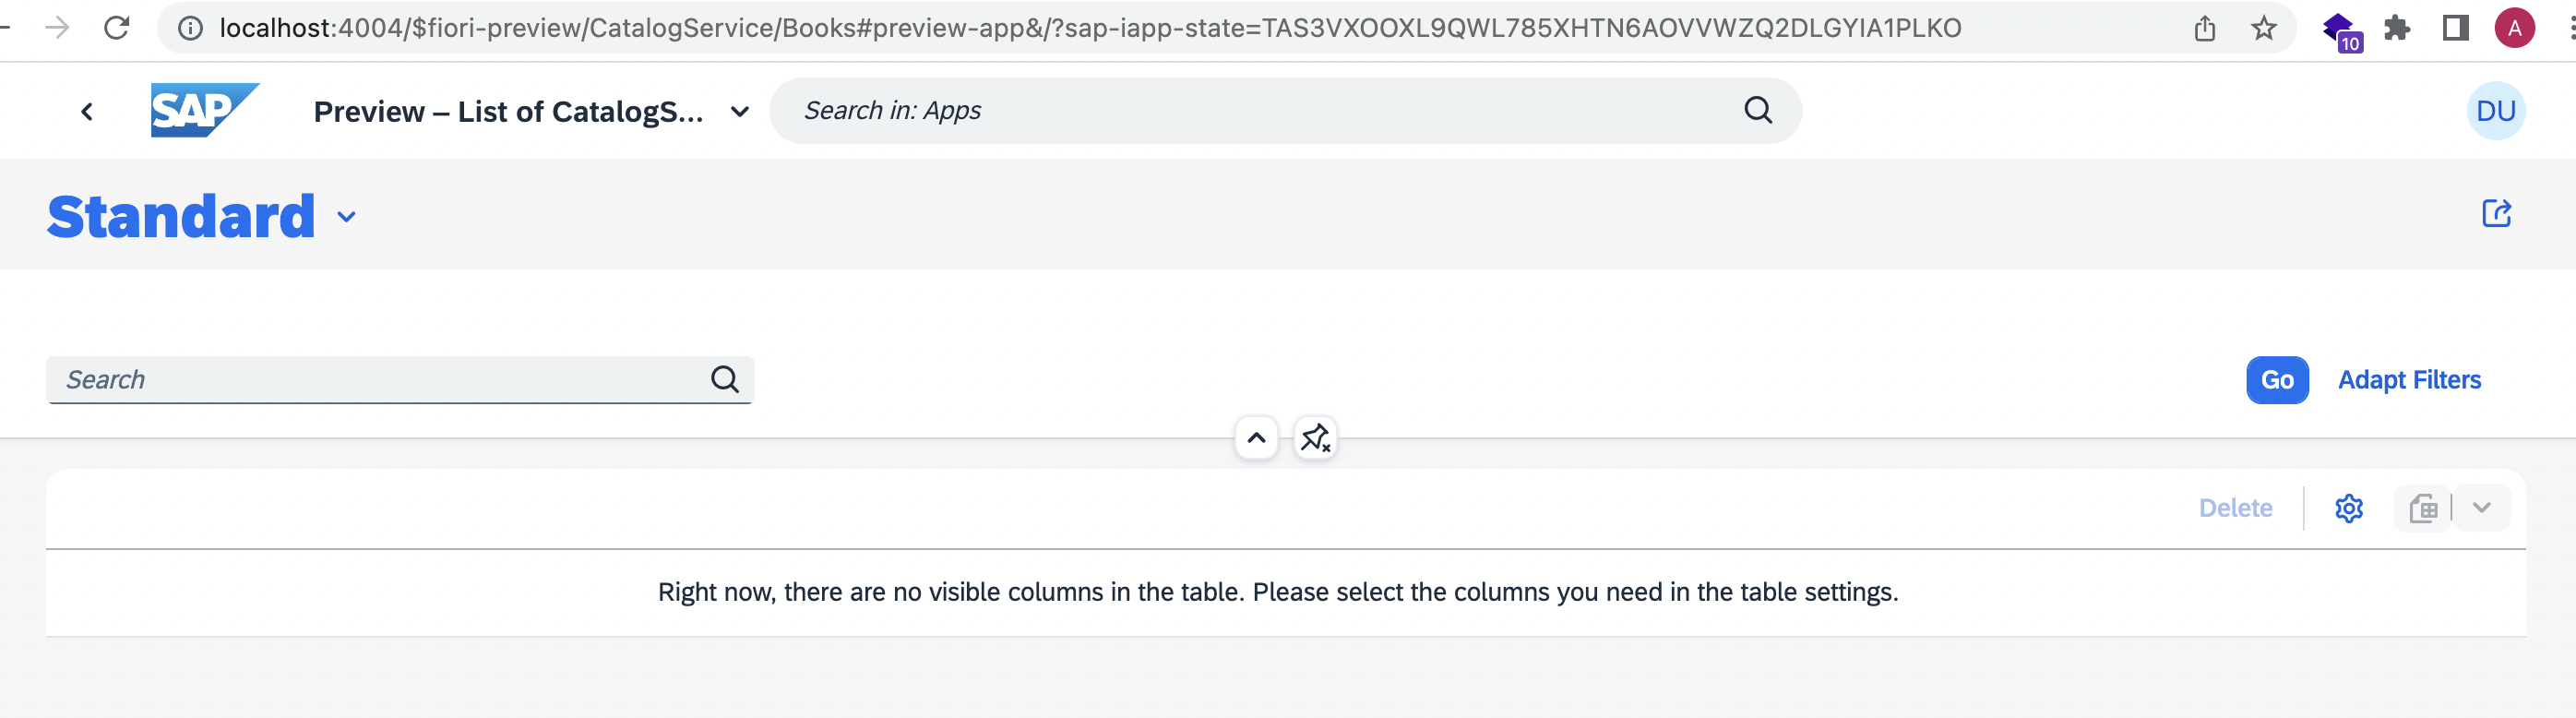 localhost:4004/$fiori-preview/CatalogService/Books#preview-app&/?sap-iapp-state=TAS3VXOOXL9QWL785XHTN6AOVVWZQ2DLGYIA1PLKO
10
A
SAP
Preview – List of CatalogS...
Search in: Apps
DU
Standard
Search
Go
Adapt Filters
Delete
Right now, there are no visible columns in the table. Please select the columns you need in the table settings.